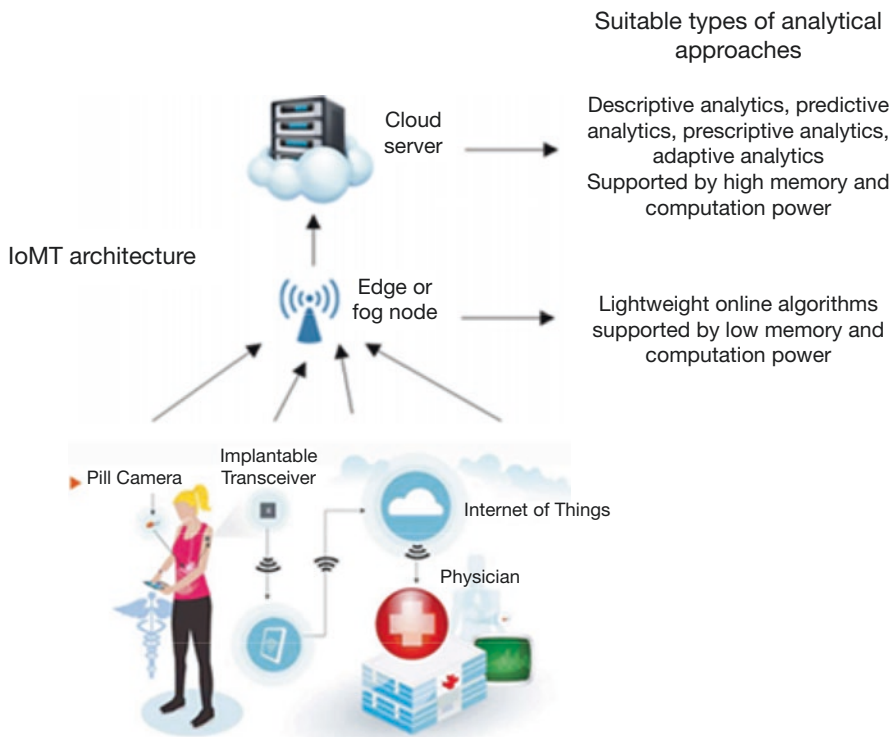 Suitable types of analytical
approaches
Cloud
server
Descriptive analytics, predictive
analytics, prescriptive analytics,
adaptive analytics
Supported by high memory and
computation power
IoMT architecture
Edge or
fog node
Lightweight online algorithms
supported by low memory and
computation power
Pill Camera
Implantable
Transceiver
Internet of Things
Physician